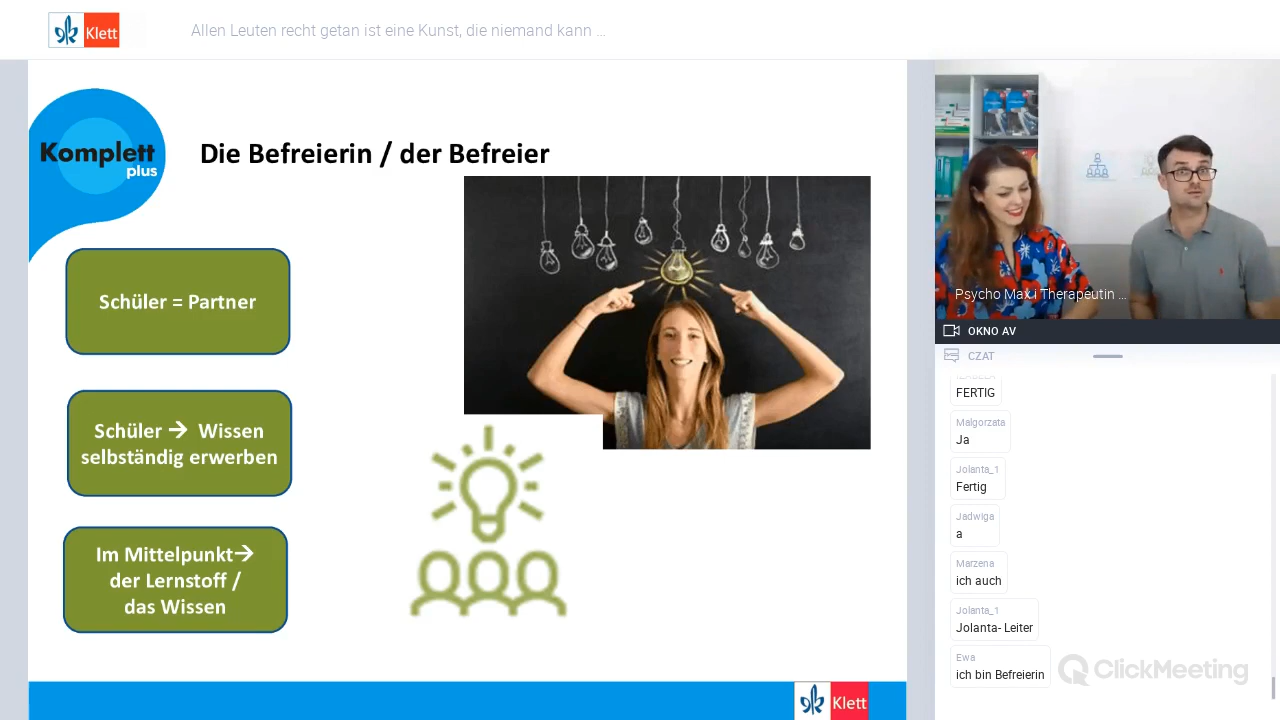 Klett
Allen Leuten recht getan ist eine Kunst, die niemand kann ...
Komplett
plus
Die Befreierin / der Befreier
Schüler = Partner
Schüler → Wissen
selbständig erwerben
Im Mittelpunkt→
der Lernstoff /
das Wissen
Klett
Psycho Max i Therapeutin ...
OKNO AV
CZAT
FERTIG
Malgorzata
Ja
Jolanta_1
Fertig
Jadwiga
a
Marzena
ich auch
Jolanta_1
Jolanta- Leiter
Ewa
ich bin Befreierin
ClickMeeting